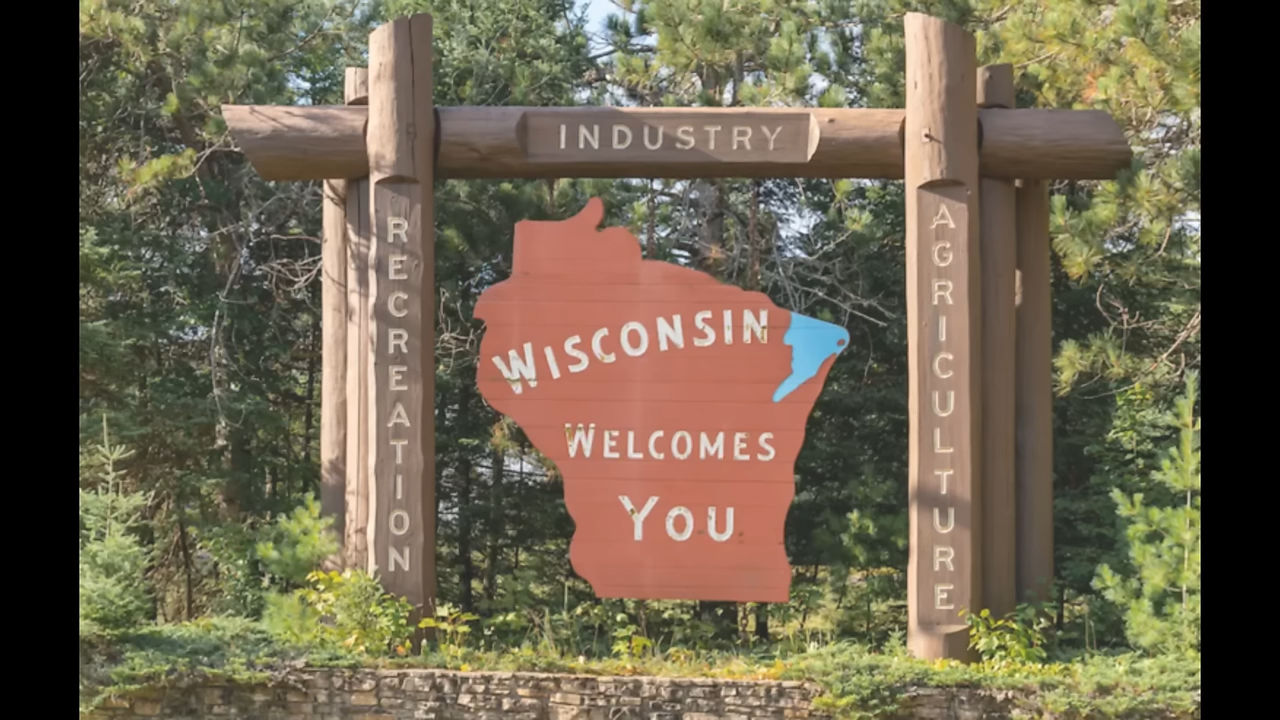 INDUSTRY
RECREATION
WISCONSIN
WELCOMES
YOU
AGRICULTURE